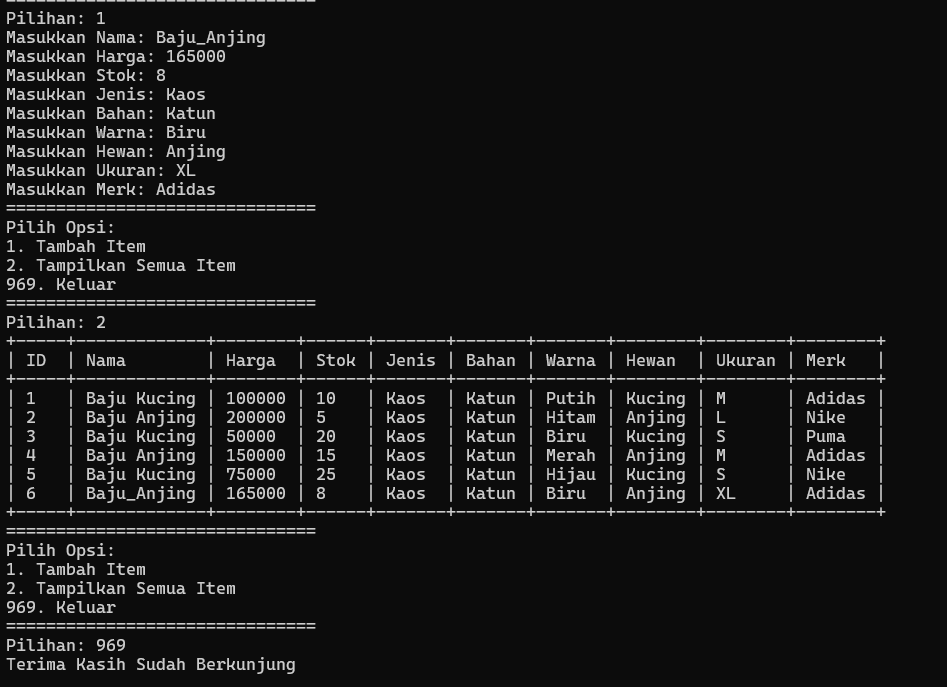 ===============================
Pilihan: 1
Masukkan Nama: Baju_Anjing
Masukkan Harga: 165000
Masukkan Stok: 8
Masukkan Jenis: Kaos
Masukkan Bahan: Katun
Masukkan Warna: Biru
Masukkan Hewan: Anjing
Masukkan Ukuran: XL
Masukkan Merk: Adidas
===============================
Pilih Opsi:
1. Tambah Item
2. Tampilkan Semua Item
969. Keluar
===============================
Pilihan: 2
+-----+-------------+--------+------+-------+-------+-------+--------+--------+--------+
| ID  | Nama        | Harga  | Stok | Jenis | Bahan | Warna | Hewan  | Ukuran | Merk   |
+-----+-------------+--------+------+-------+-------+-------+--------+--------+--------+
| 1   | Baju Kucing | 100000 | 10   | Kaos  | Katun | Putih | Kucing | M      | Adidas |
| 2   | Baju Anjing | 200000 | 5    | Kaos  | Katun | Hitam | Anjing | L      | Nike   |
| 3   | Baju Kucing | 50000  | 20   | Kaos  | Katun | Biru  | Kucing | S      | Puma   |
| 4   | Baju Anjing | 150000 | 15   | Kaos  | Katun | Merah | Anjing | M      | Adidas |
| 5   | Baju Kucing | 75000  | 25   | Kaos  | Katun | Hijau | Kucing | S      | Nike   |
| 6   | Baju_Anjing | 165000 | 8    | Kaos  | Katun | Biru  | Anjing | XL     | Adidas |
+-----+-------------+--------+------+-------+-------+-------+--------+--------+--------+
===============================
Pilih Opsi:
1. Tambah Item
2. Tampilkan Semua Item
969. Keluar
===============================
Pilihan: 969
Terima Kasih Sudah Berkunjung